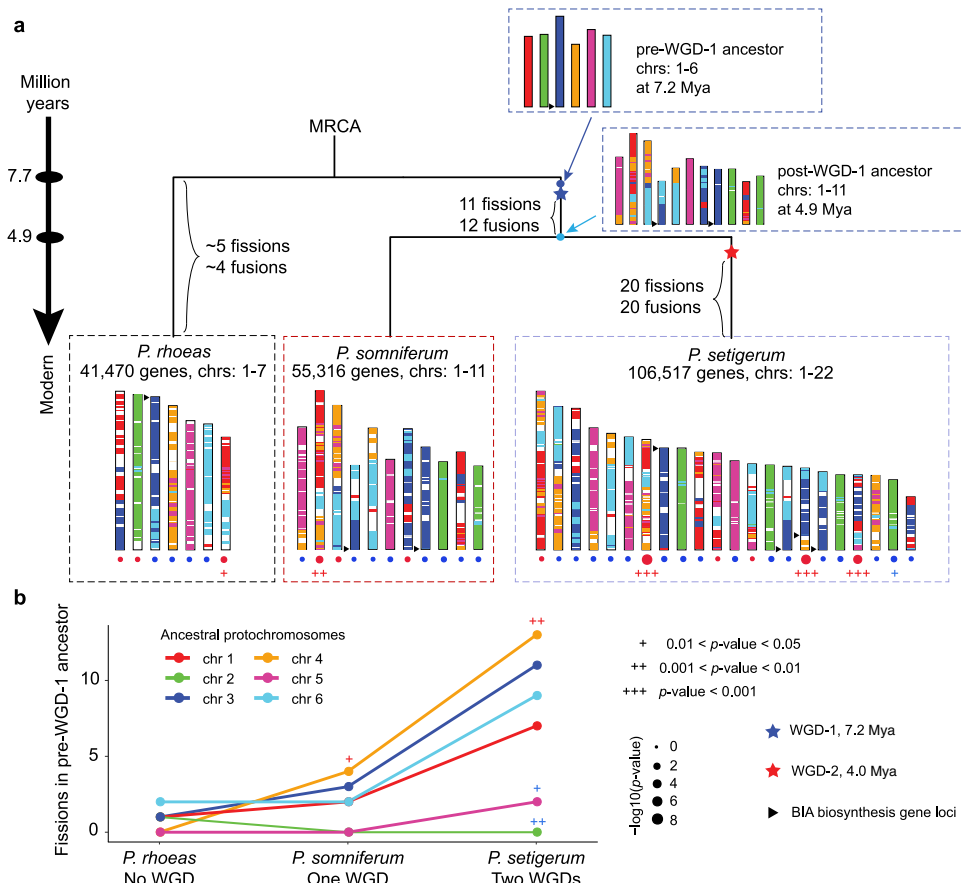 a
Million
years
7.7
4.9
Modern
MRCA
pre-WGD-1 ancestor
chrs: 1-6
at 7.2 Mya
post-WGD-1 ancestor
chrs: 1-11
at 4.9 Mya
11 fissions
12 fusions
~5 fissions
~4 fusions
20 fissions
20 fusions
P. rhoeas
41,470 genes, chrs: 1-7
P. somniferum
55,316 genes, chrs: 1-11
P. setigerum
106,517 genes, chrs: 1-22
+
++
+++
+++
+++
+
b
Fissions in pre-WGD-1 ancestor
10
5
0
Ancestral protochromosomes
chr 1
chr 2
chr 3
chr 4
chr 5
chr 6
+
++
+
++
P. rhoeas
No WGD
P. somniferum
One WGD
P. setigerum
Two WGDs
+ 0.01 < p-value < 0.05
++ 0.001 < p-value < 0.01
+++ p-value < 0.001
-log10(p-value)
0
2
4
6
8
WGD-1, 7.2 Mya
WGD-2, 4.0 Mya
BIA biosynthesis gene loci